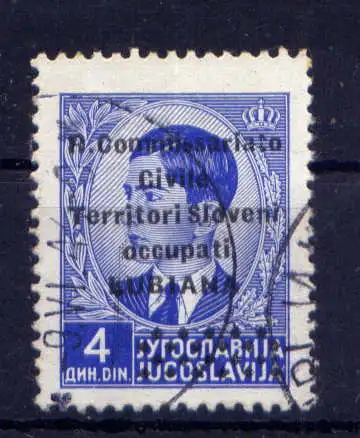 R. Commissariato
Civile
Territori Sloveni
occupati
LUBIANA
4
ДИН. DIN.
ЈУГОСЛАВИЈА
JUGOSLAVIJA